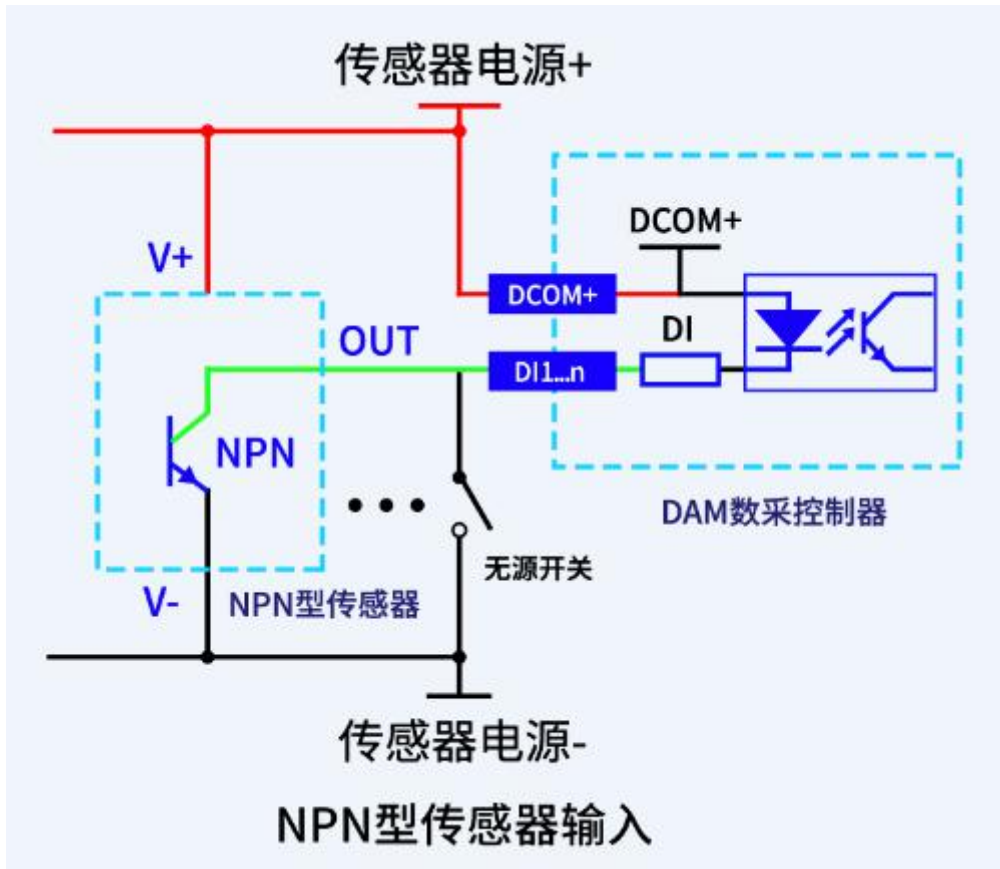 传感器电源+
DCOM+
V+
DCOM+
OUT
DI
DI1...n
NPN
DAM数采控制器
无源开关
V-
NPN型传感器
传感器电源-
NPN型传感器输入